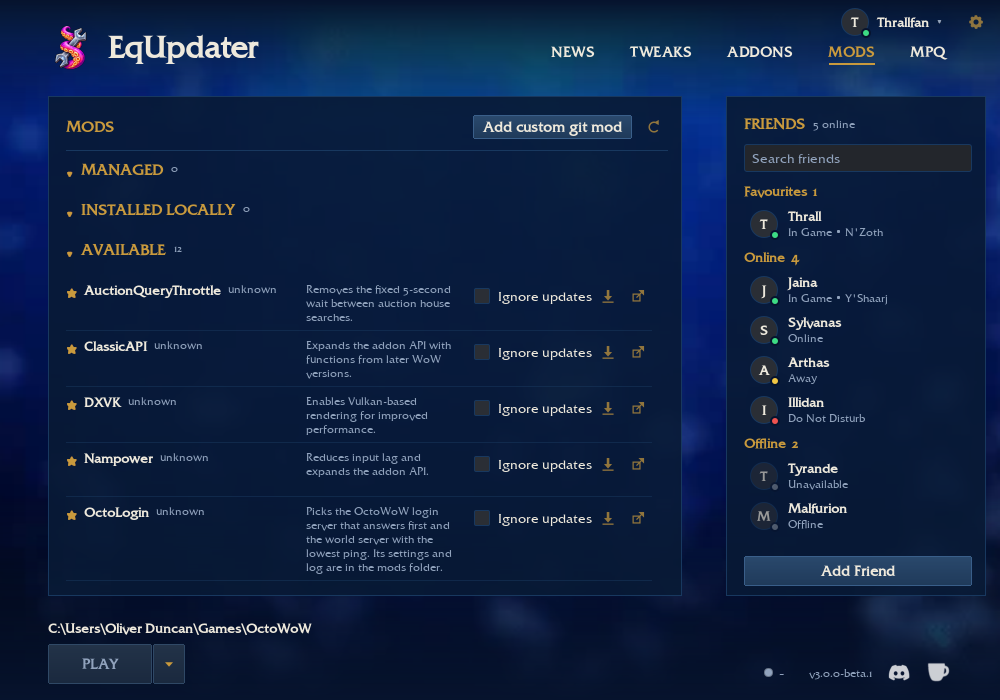 T Thrallfan
EqUpdater
NEWS TWEAKS ADDONS MODS MPQ
MODS
Add custom git mod
MANAGED 0
INSTALLED LOCALLY 0
AVAILABLE 12
AuctionQueryThrottle unknown
Removes the fixed 5-second
wait between auction house
searches.
Ignore updates
ClassicAPI unknown
Expands the addon API with
functions from later WoW
versions.
Ignore updates
DXVK unknown
Enables Vulkan-based
rendering for improved
performance.
Ignore updates
Nampower unknown
Reduces input lag and
expands the addon API.
Ignore updates
OctoLogin unknown
Picks the OctoWoW login
server that answers first and
the world server with the
lowest ping. Its settings and
log are in the mods folder.
Ignore updates
FRIENDS 5 online
Search friends
Favourites 1
T Thrall
In Game • N'Zoth
Online 4
J Jaina
In Game • Y'Shaarj
S Sylvanas
Online
A Arthas
Away
I Illidan
Do Not Disturb
Offline 2
T Tyrande
Unavailable
M Malfurion
Offline
Add Friend
C:\Users\Oliver Duncan\Games\OctoWoW
PLAY
– v3.0.0-beta.1